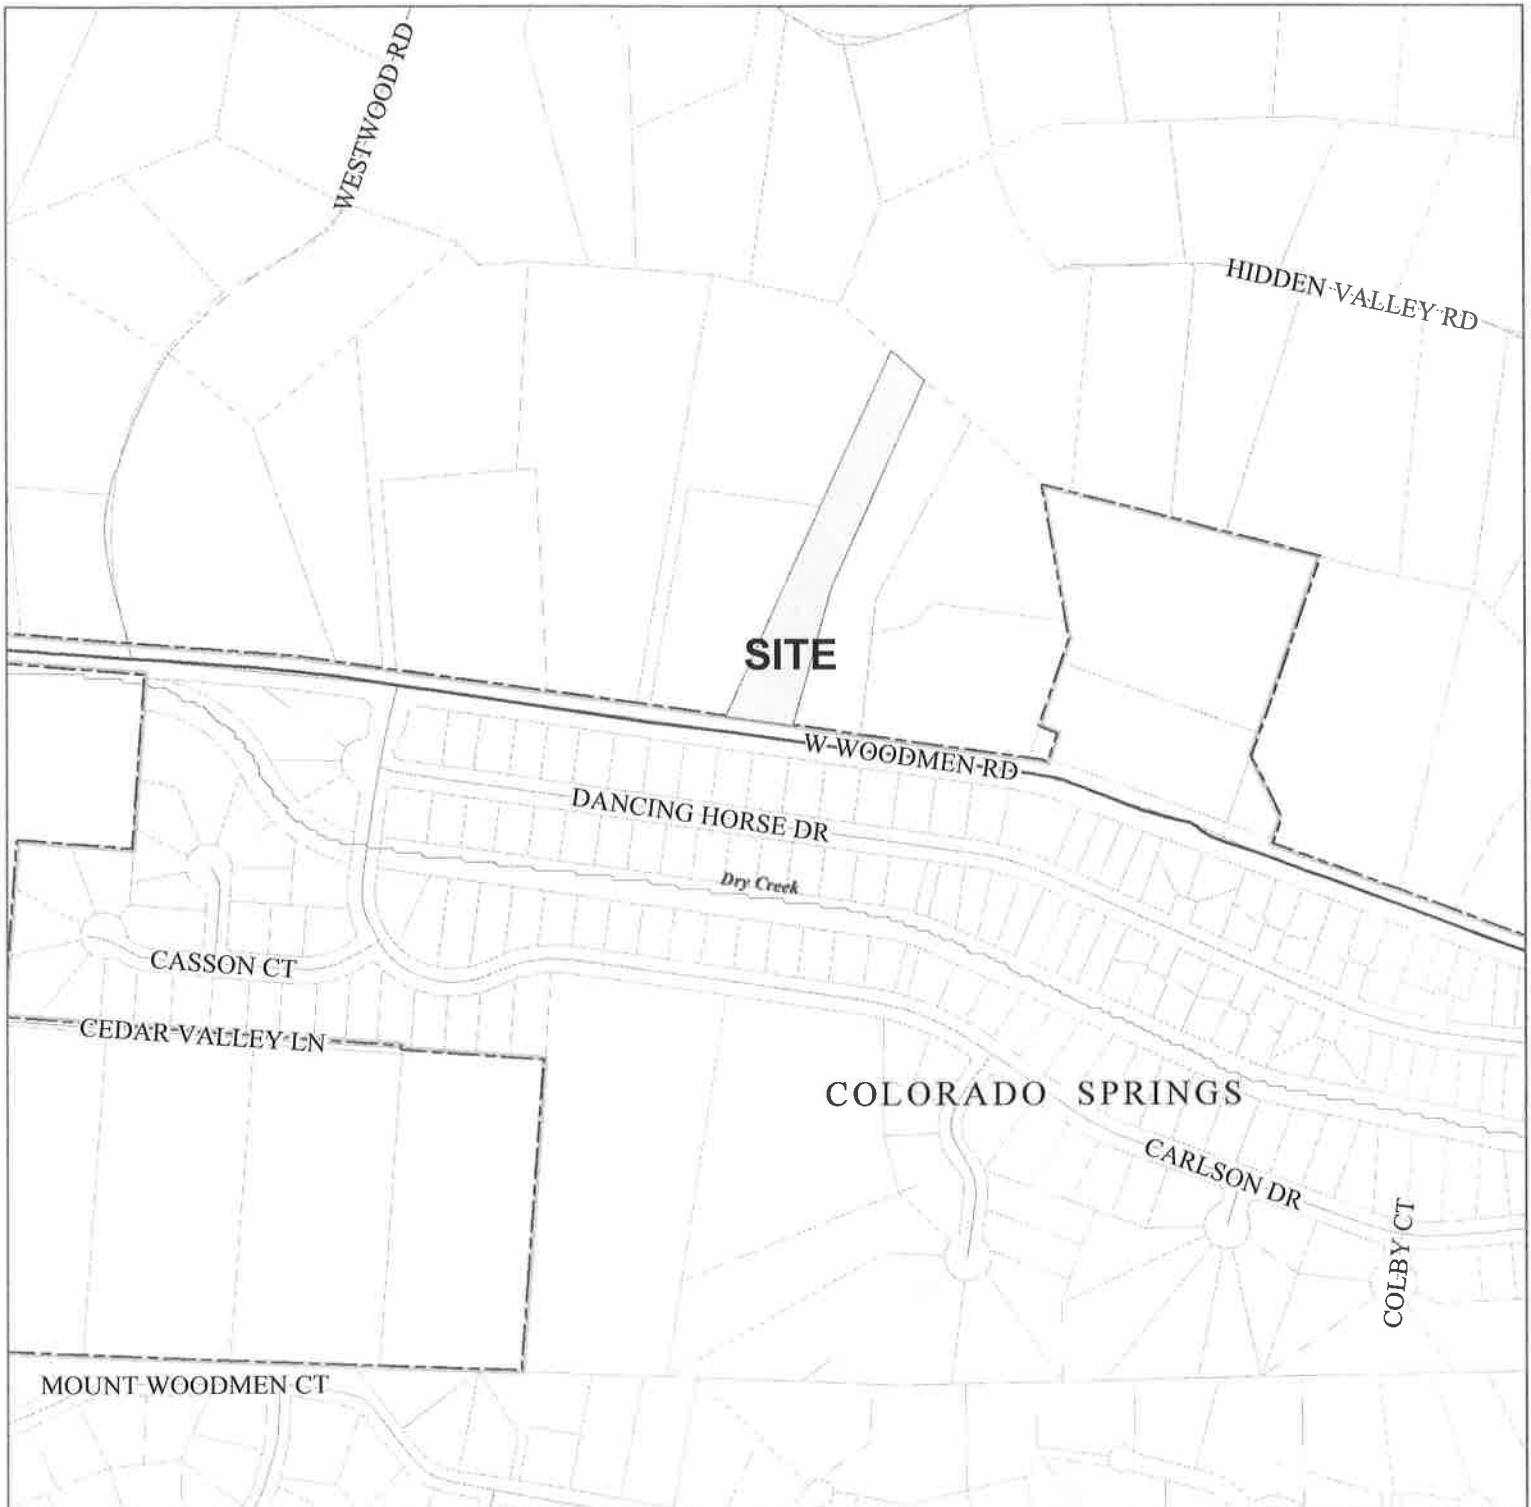 WESTWOOD RD
HIDDEN VALLEY RD
SITE
W WOODMEN RD
DANCING HORSE DR
Dry Creek
CASSON CT
CEDAR VALLEY LN
COLORADO SPRINGS
CARLSON DR
COLBY CT
MOUNT WOODMEN CT